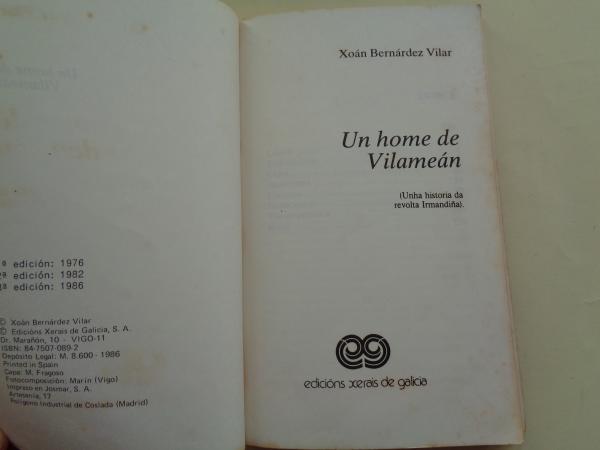 edición: 1976
edición: 1982
edición: 1986
© Xoán Bernárdez Vilar
© Edicións Xerais de Galicia, S. A.
Dr. Marañón, 10 - VIGO-11
ISBN: 84-7507-089-2
Depósito Legal: M. 8.600 - 1986
Printed in Spain
Capa: M. Fragoso
Fotocomposición: Marín (Vigo)
Impreso en Josmar, S. A.
Artesanía, 17
Polígono Industrial de Coslada (Madrid)
Xoán Bernárdez Vilar
Un home de
Vilameán
(Unha historia da
revolta Irmandiña).
edicións xerais de galicia